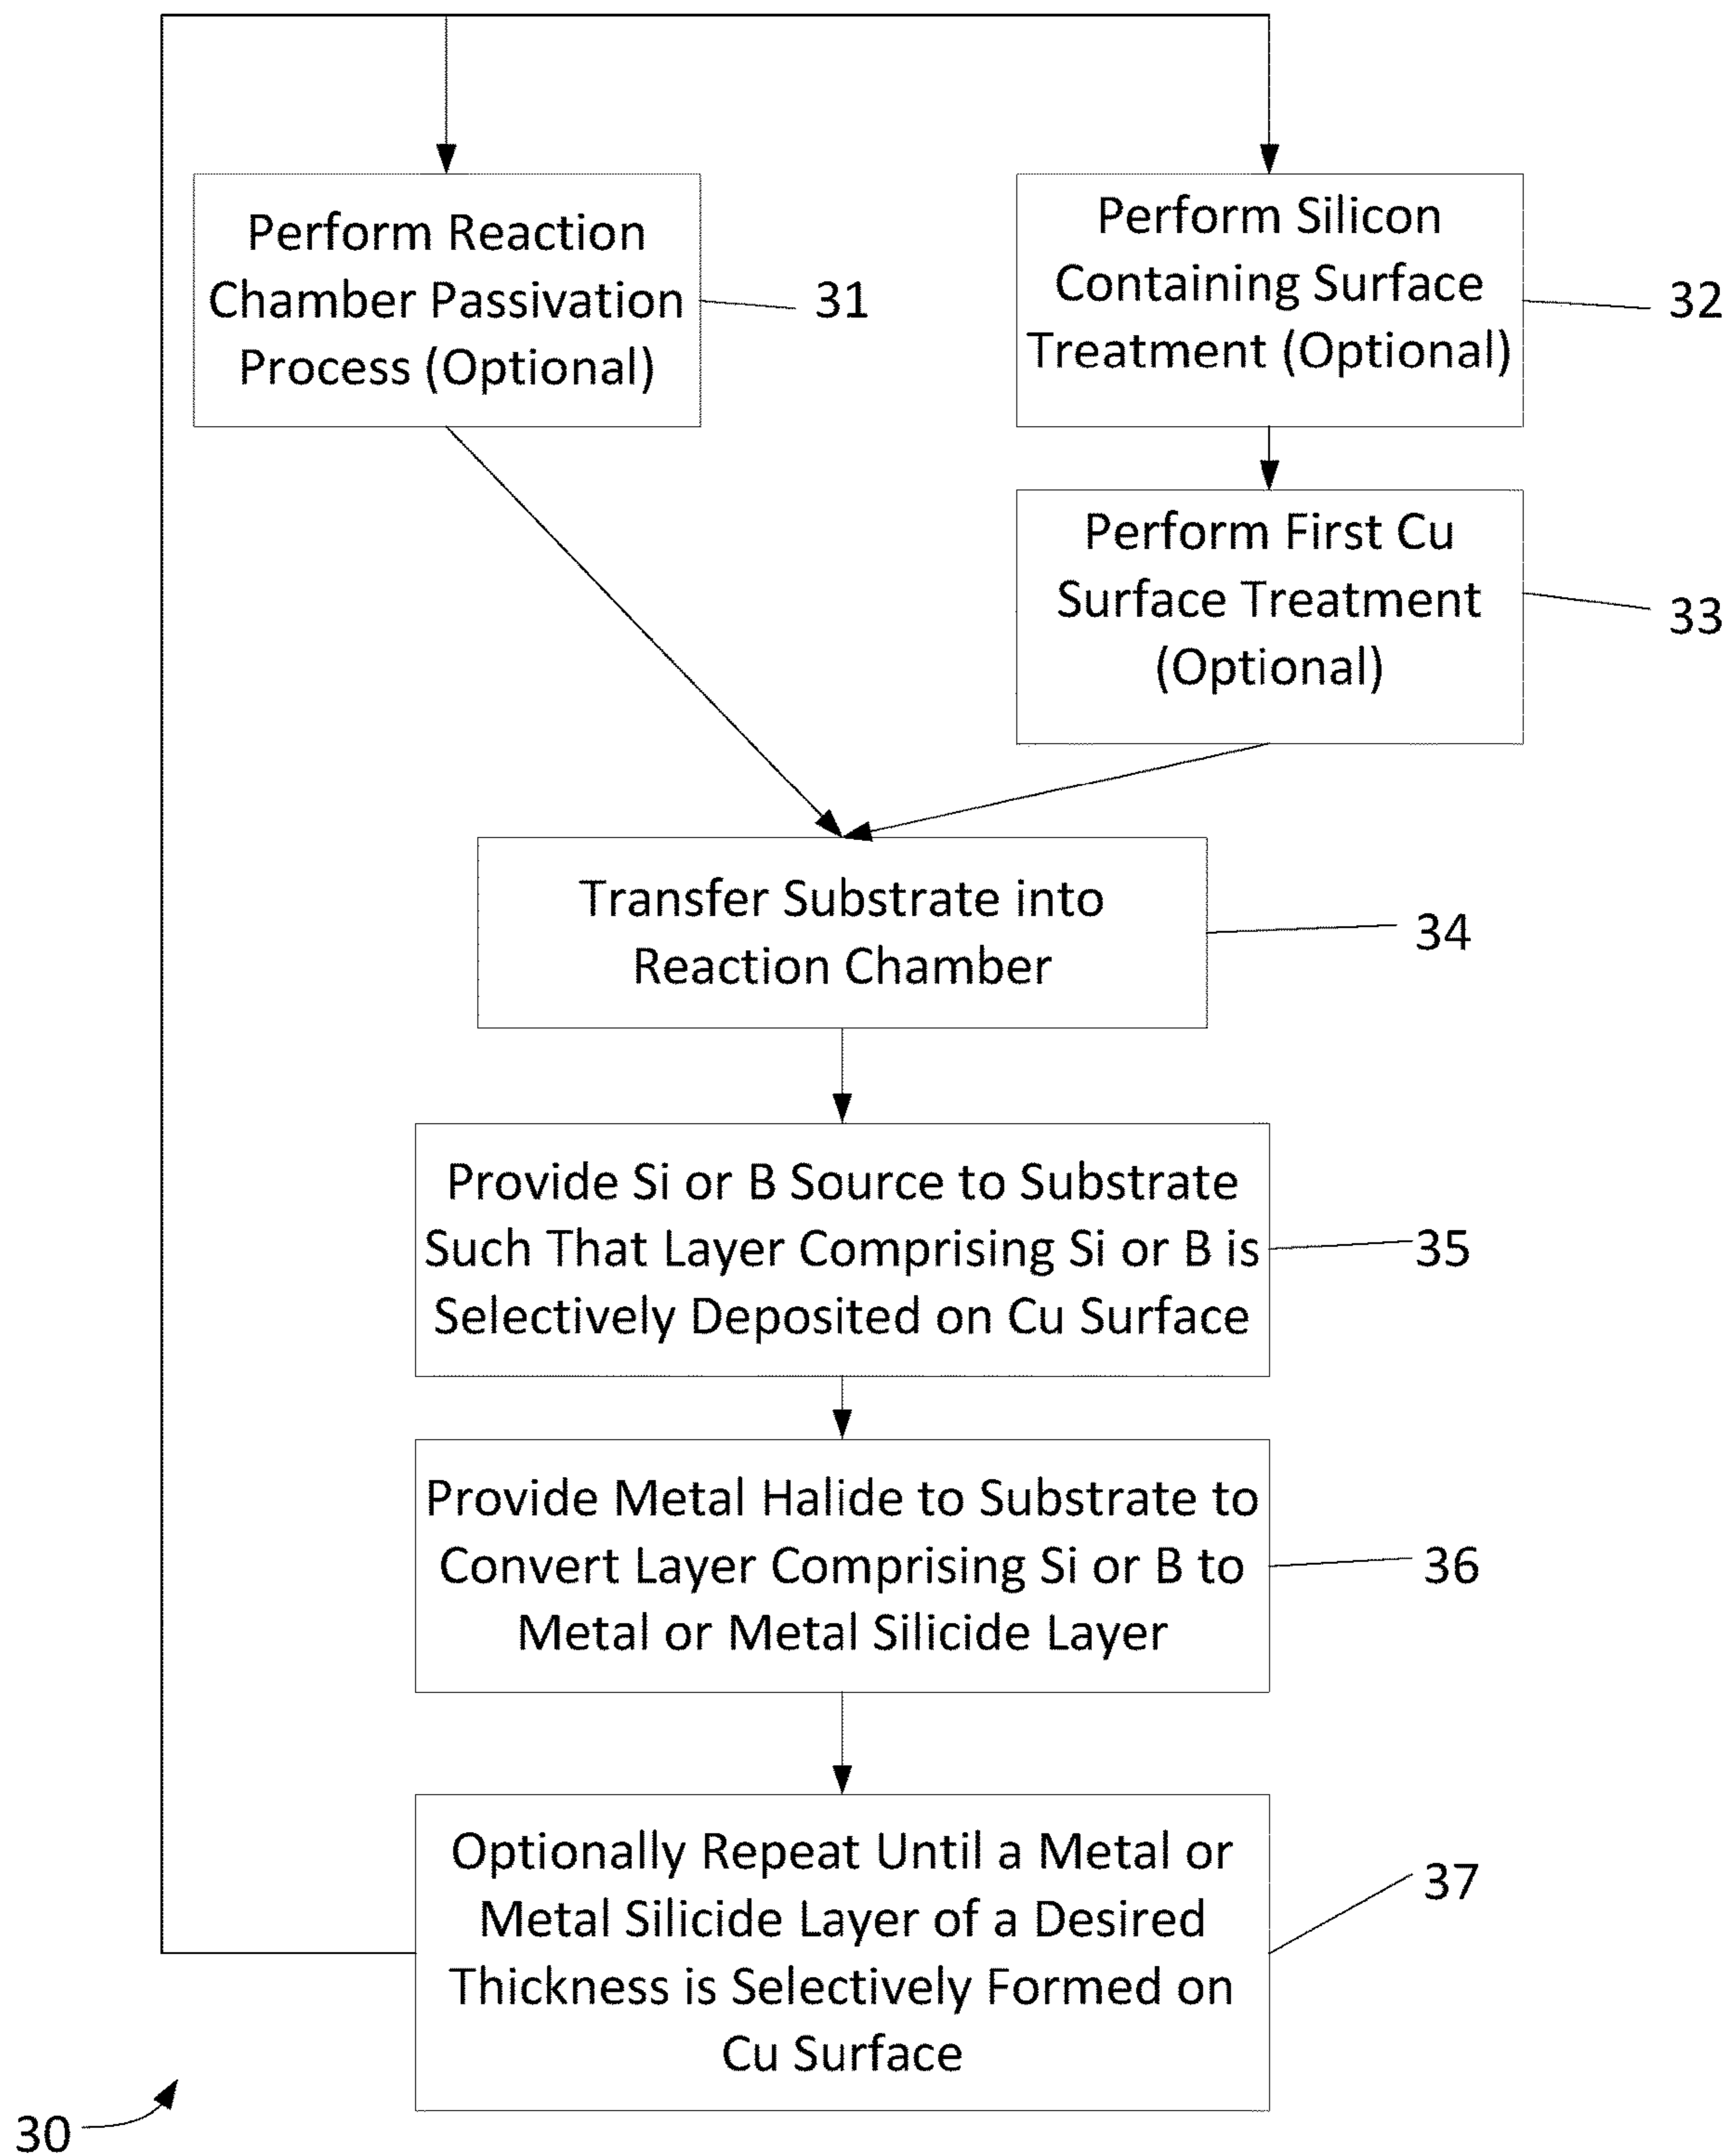 Perform Reaction
Chamber Passivation
Process (Optional)
31
Perform Silicon
Containing Surface
Treatment (Optional)
32
Perform First Cu
Surface Treatment
(Optional)
33
Transfer Substrate into
Reaction Chamber
34
Provide Si or B Source to Substrate
Such That Layer Comprising Si or B is
Selectively Deposited on Cu Surface
35
Provide Metal Halide to Substrate to
Convert Layer Comprising Si or B to
Metal or Metal Silicide Layer
36
Optionally Repeat Until a Metal or
Metal Silicide Layer of a Desired
Thickness is Selectively Formed on
Cu Surface
37
30